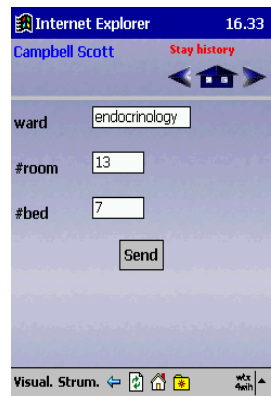 Internet Explorer 16.33
Campbell Scott Stay history
ward endocrinology
#room 13
#bed 7
Send
Visual. Strum.